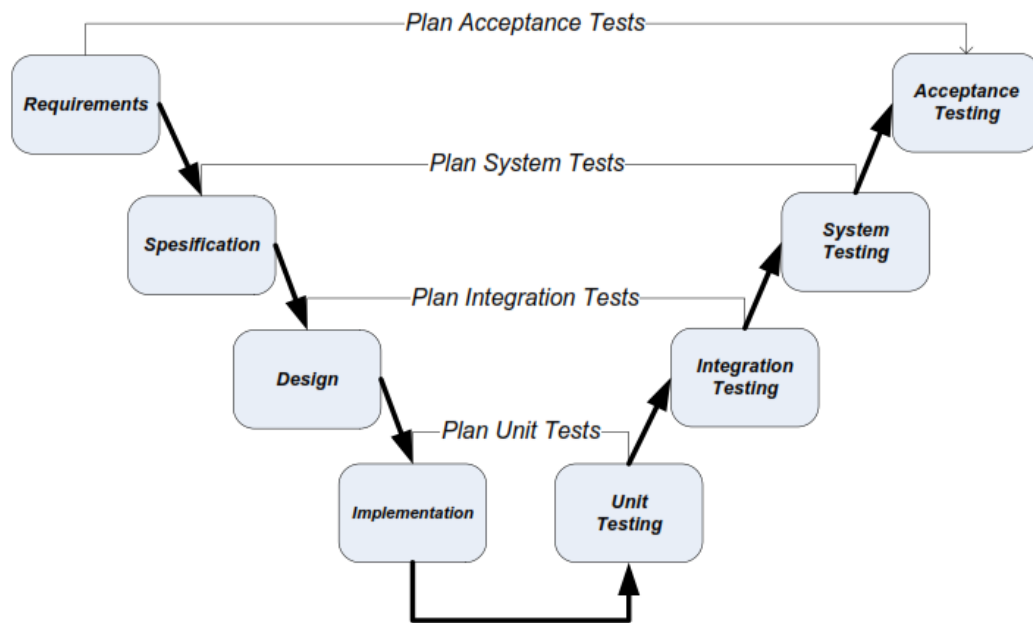 Plan Acceptance Tests
Requirements
Acceptance
Testing
Plan System Tests
Spesification
System
Testing
Plan Integration Tests
Design
Integration
Testing
Plan Unit Tests
Implementation
Unit
Testing